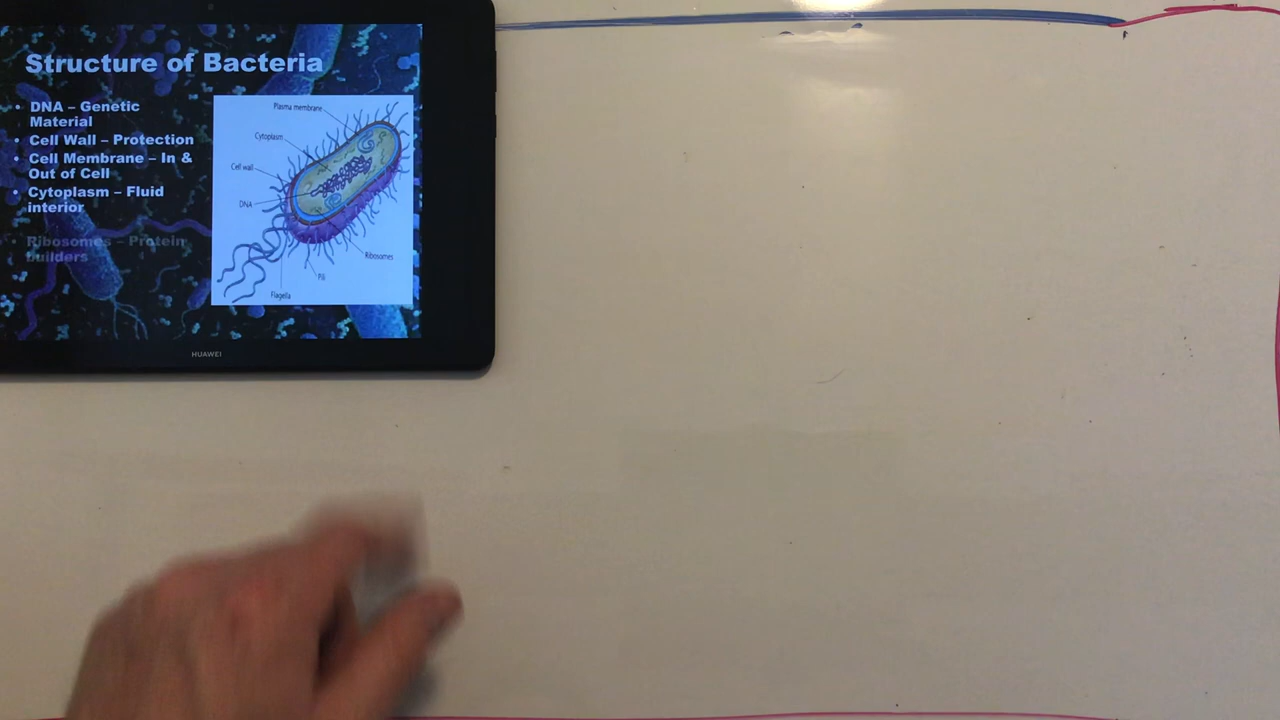 Structure of Bacteria
• DNA – Genetic
Material
• Cell Wall – Protection
• Cell Membrane – In &
Out of Cell
• Cytoplasm – Fluid
interior
• Ribosomes – Protein
builders
Plasma membrane
Cytoplasm
Cell wall
DNA
Ribosomes
Pili
Flagella
HUAWEI